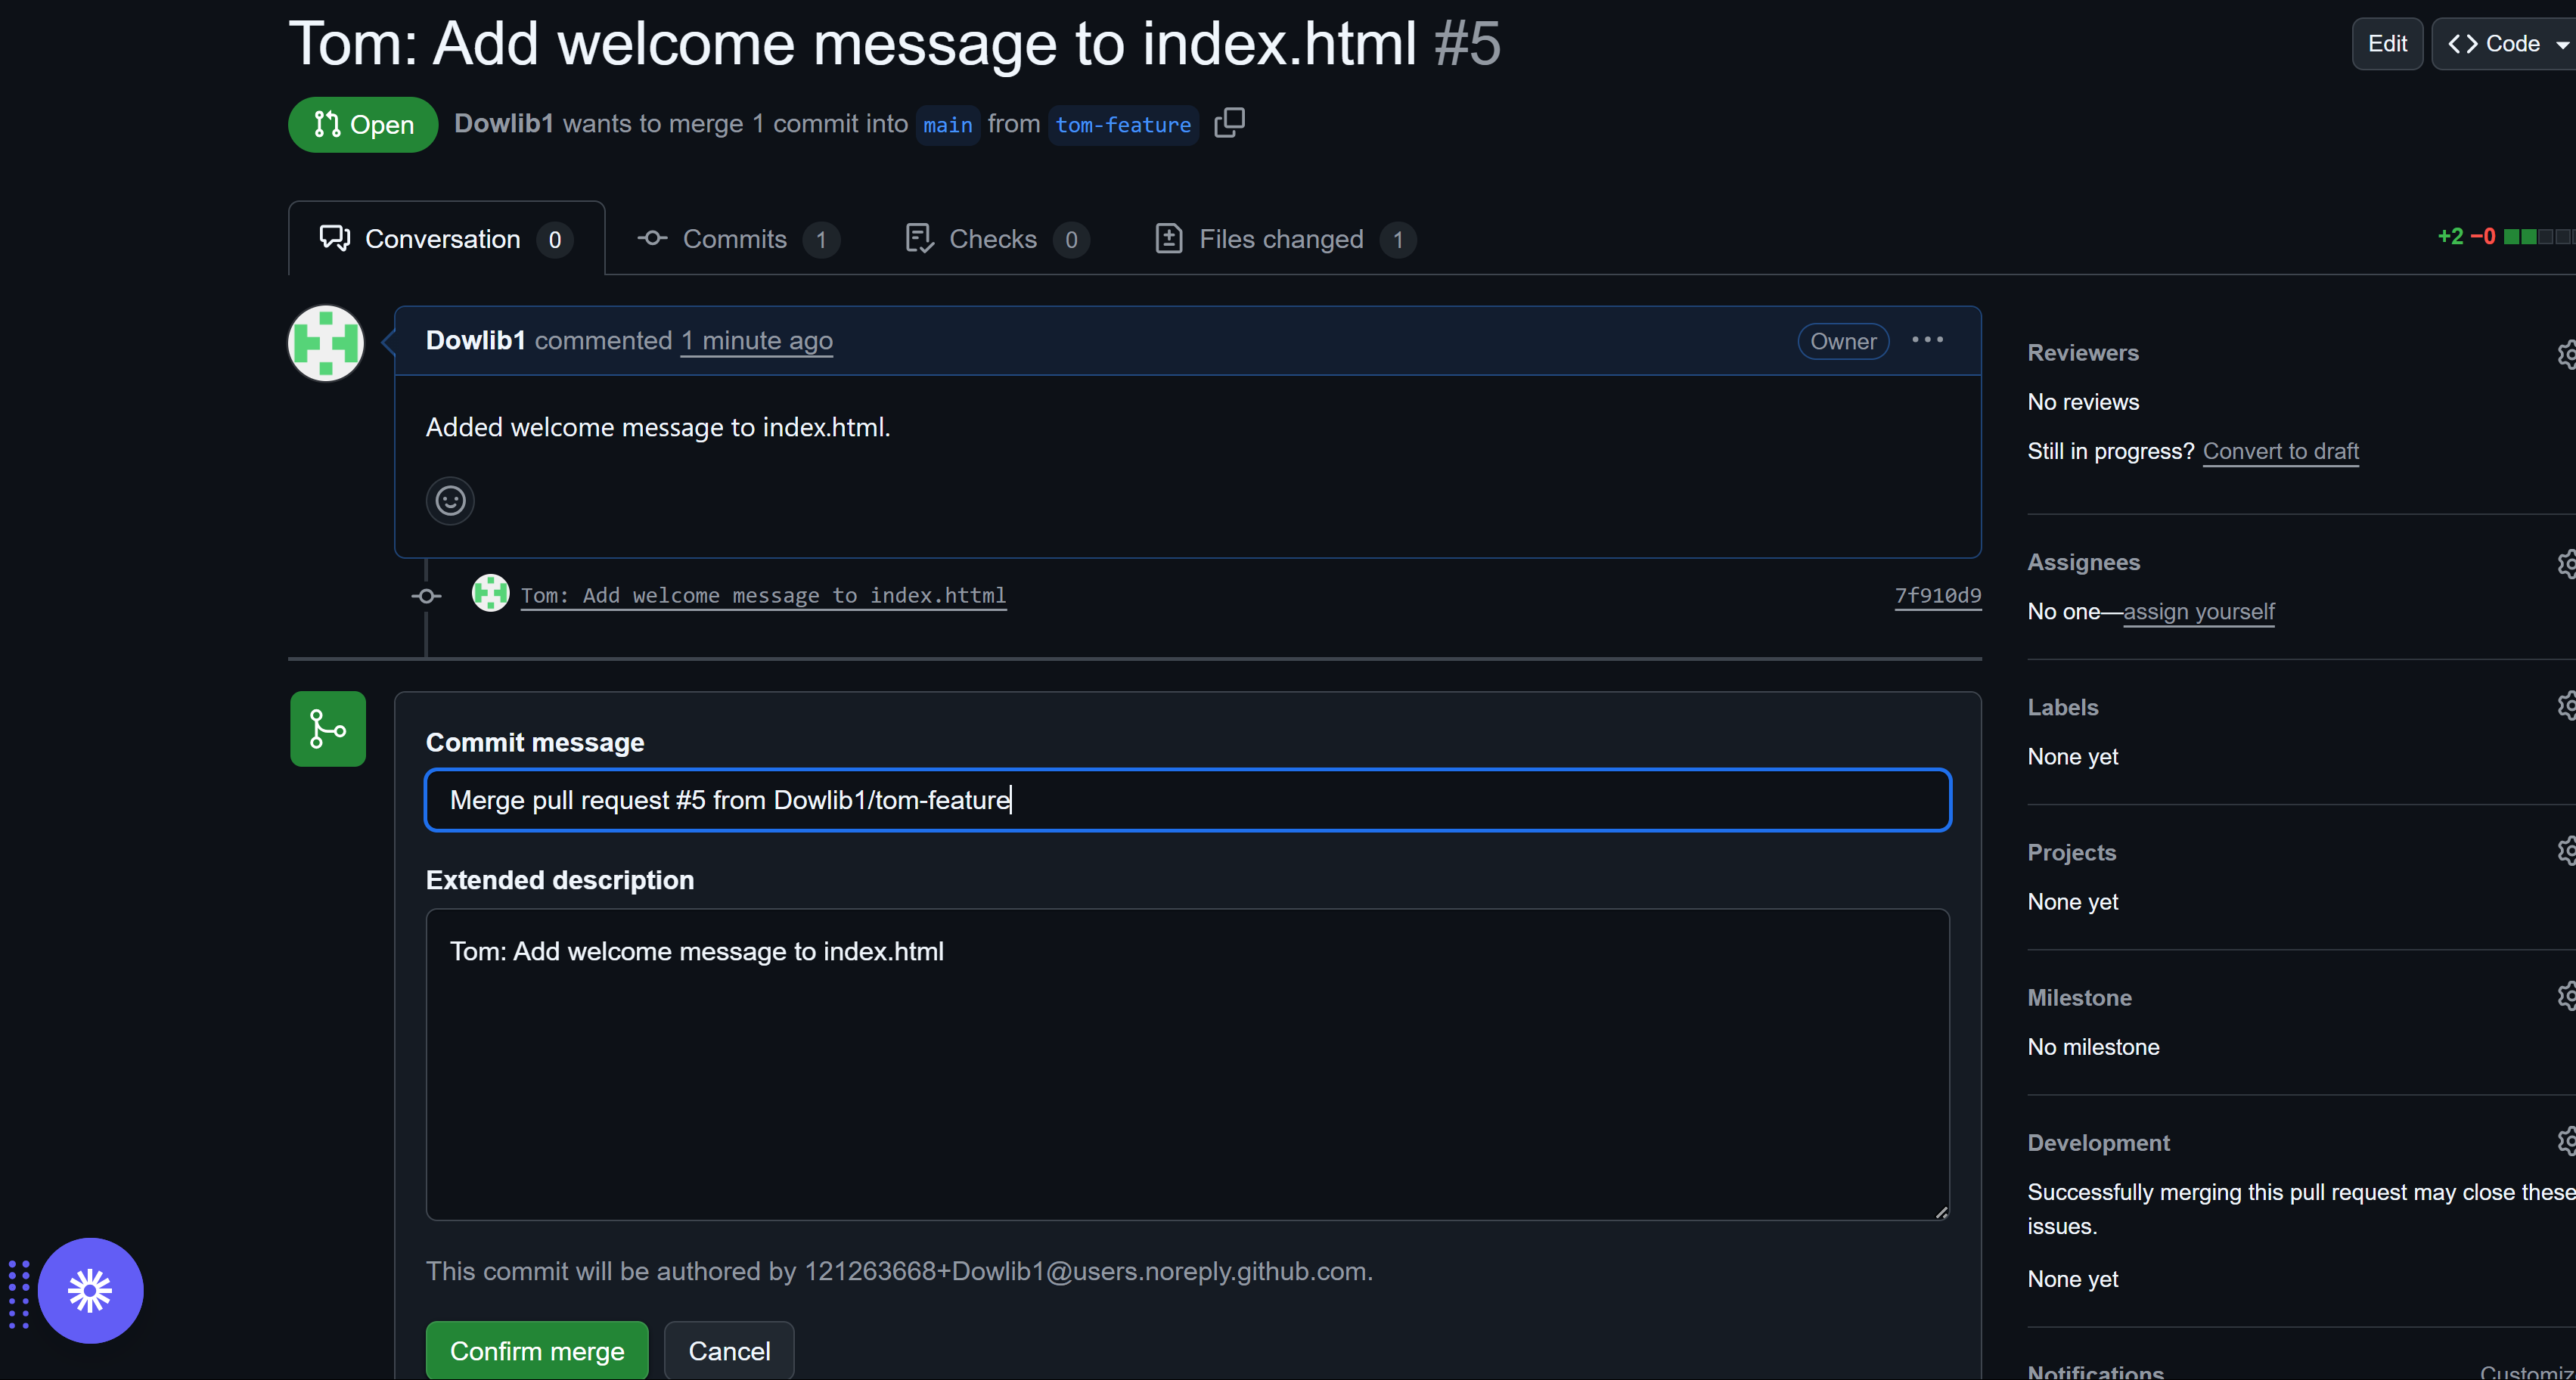 Tom: Add welcome message to index.html #5
Edit
Code
Open
Dowlib1 wants to merge 1 commit into main from tom-feature
Conversation 0
Commits 1
Checks 0
Files changed 1
+2 −0
Dowlib1 commented 1 minute ago
Owner
Added welcome message to index.html.
Tom: Add welcome message to index.httml
7f910d9
Commit message
Merge pull request #5 from Dowlib1/tom-feature
Extended description
Tom: Add welcome message to index.html
This commit will be authored by 121263668+Dowlib1@users.noreply.github.com.
Confirm merge
Cancel
Reviewers
No reviews
Still in progress? Convert to draft
Assignees
No one—assign yourself
Labels
None yet
Projects
None yet
Milestone
No milestone
Development
Successfully merging this pull request may close these
issues.
None yet
Notifications
Customiz